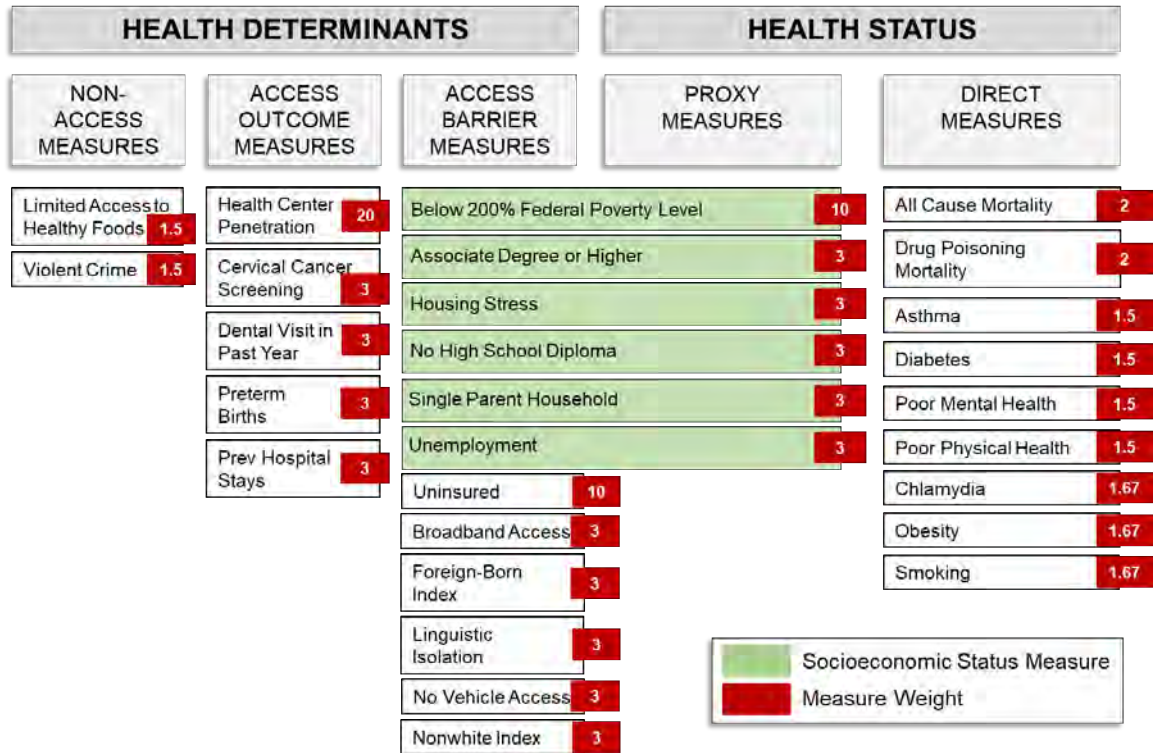 HEALTH DETERMINANTS
HEALTH STATUS
NON-
ACCESS
MEASURES
ACCESS
OUTCOME
MEASURES
ACCESS
BARRIER
MEASURES
PROXY
MEASURES
DIRECT
MEASURES
Limited Access to
Healthy Foods 1.5
Violent Crime 1.5
Health Center
Penetration 20
Cervical Cancer
Screening 3
Dental Visit in
Past Year 3
Preterm
Births 3
Prev Hospital
Stays 3
Below 200% Federal Poverty Level 10
Associate Degree or Higher 3
Housing Stress 3
No High School Diploma 3
Single Parent Household 3
Unemployment 3
Uninsured 10
Broadband Access 3
Foreign-Born
Index 3
Linguistic
Isolation 3
No Vehicle Access 3
Nonwhite Index 3
All Cause Mortality 2
Drug Poisoning
Mortality 2
Asthma 1.5
Diabetes 1.5
Poor Mental Health 1.5
Poor Physical Health 1.5
Chlamydia 1.67
Obesity 1.67
Smoking 1.67
Socioeconomic Status Measure
Measure Weight